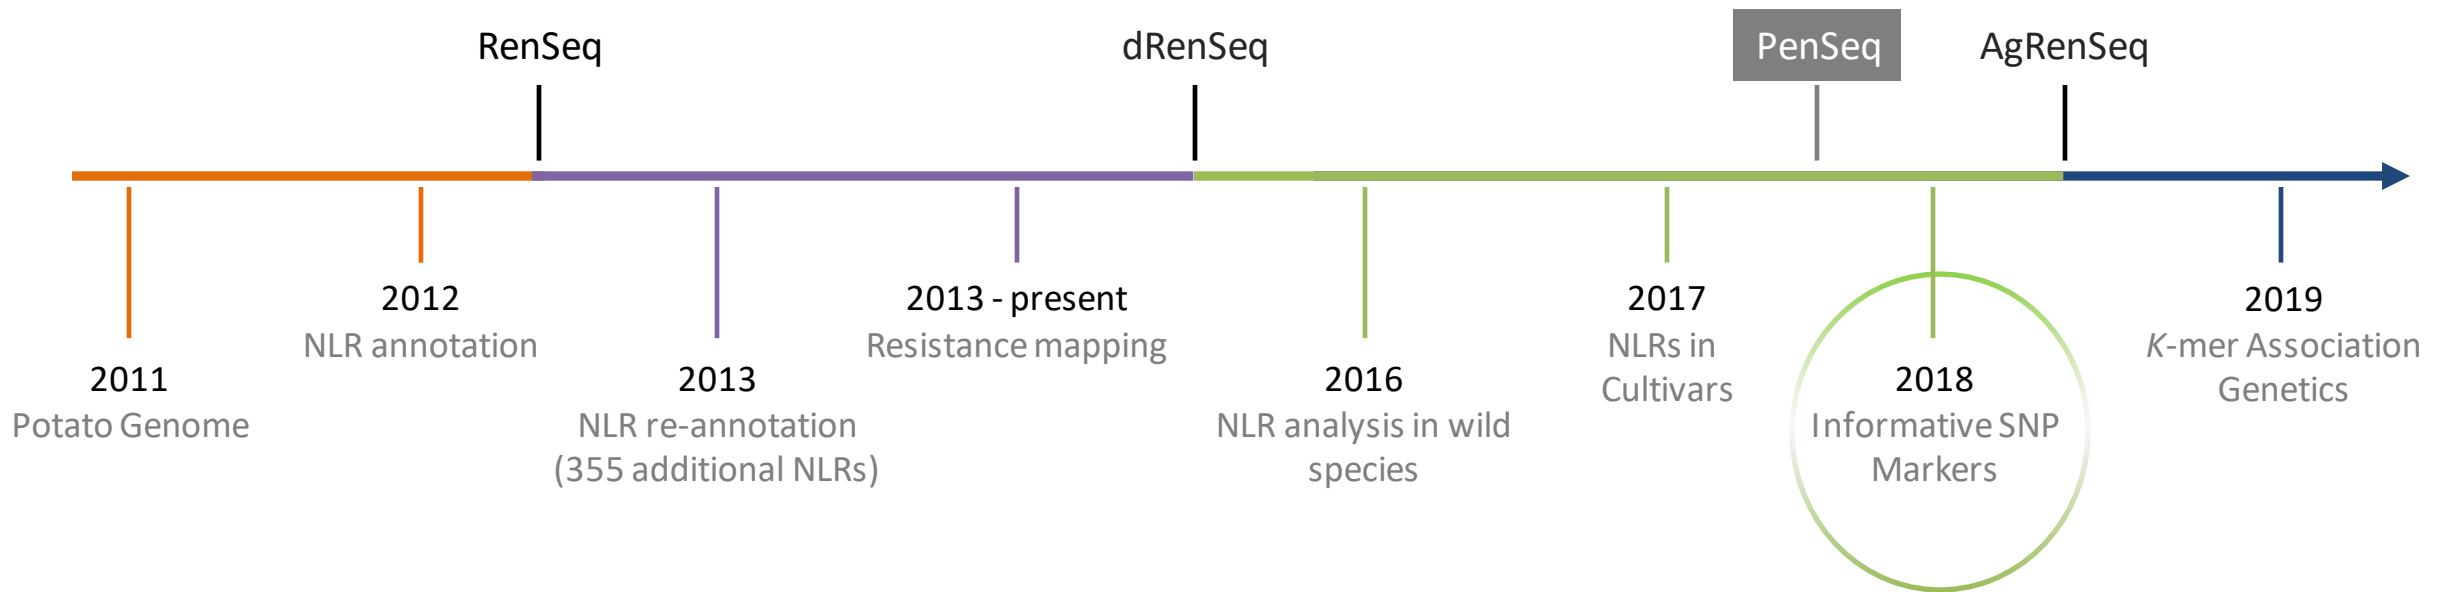 RenSeq
dRenSeq
PenSeq
AgRenSeq
2011
Potato Genome
2012
NLR annotation
2013
NLR re-annotation
(355 additional NLRs)
2013 - present
Resistance mapping
2016
NLR analysis in wild
species
2017
NLRs in
Cultivars
2018
Informative SNP
Markers
2019
K-mer Association
Genetics